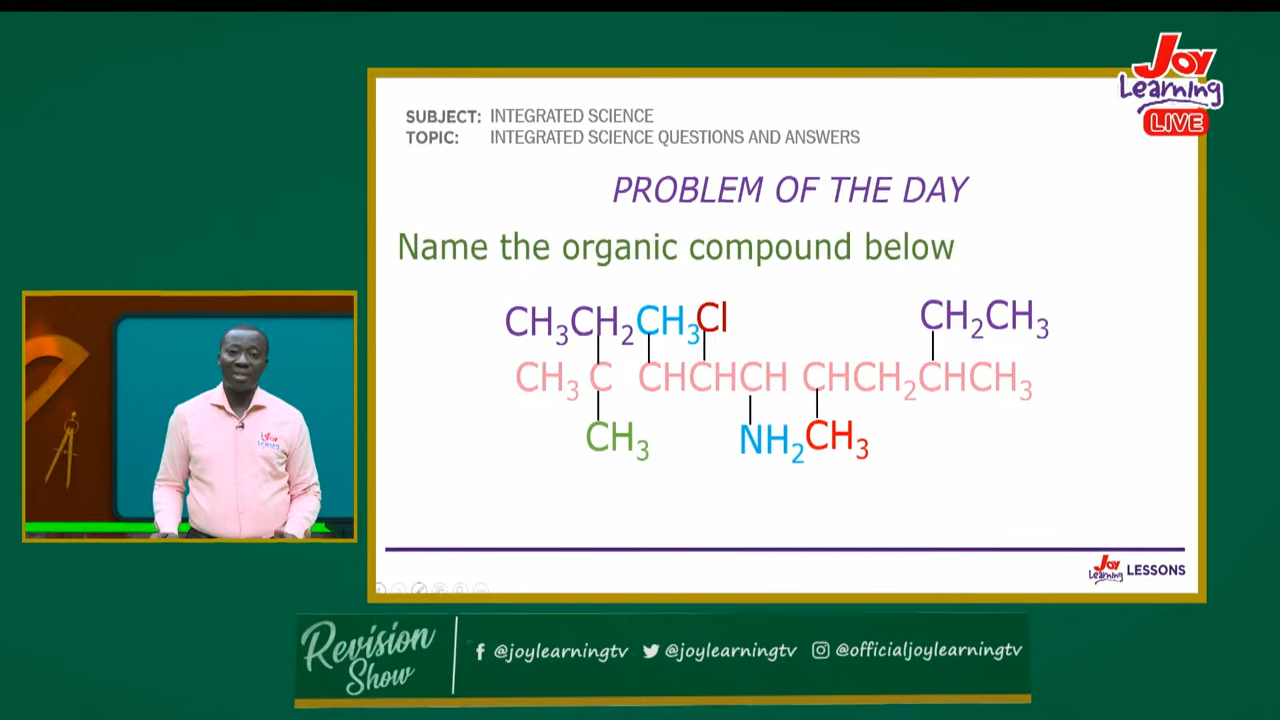 Joy
Learning
LIVE
SUBJECT: INTEGRATED SCIENCE
TOPIC: INTEGRATED SCIENCE QUESTIONS AND ANSWERS
PROBLEM OF THE DAY
Name the organic compound below
CH₃CH₂CH₃Cl CH₂CH₃
CH₃ C CHCHCH CHCH₂CHCH₃
CH₃ NH₂CH₃
Joy Learning LESSONS
Revision Show
@joylearningtv @joylearningtv @officialjoylearningtv